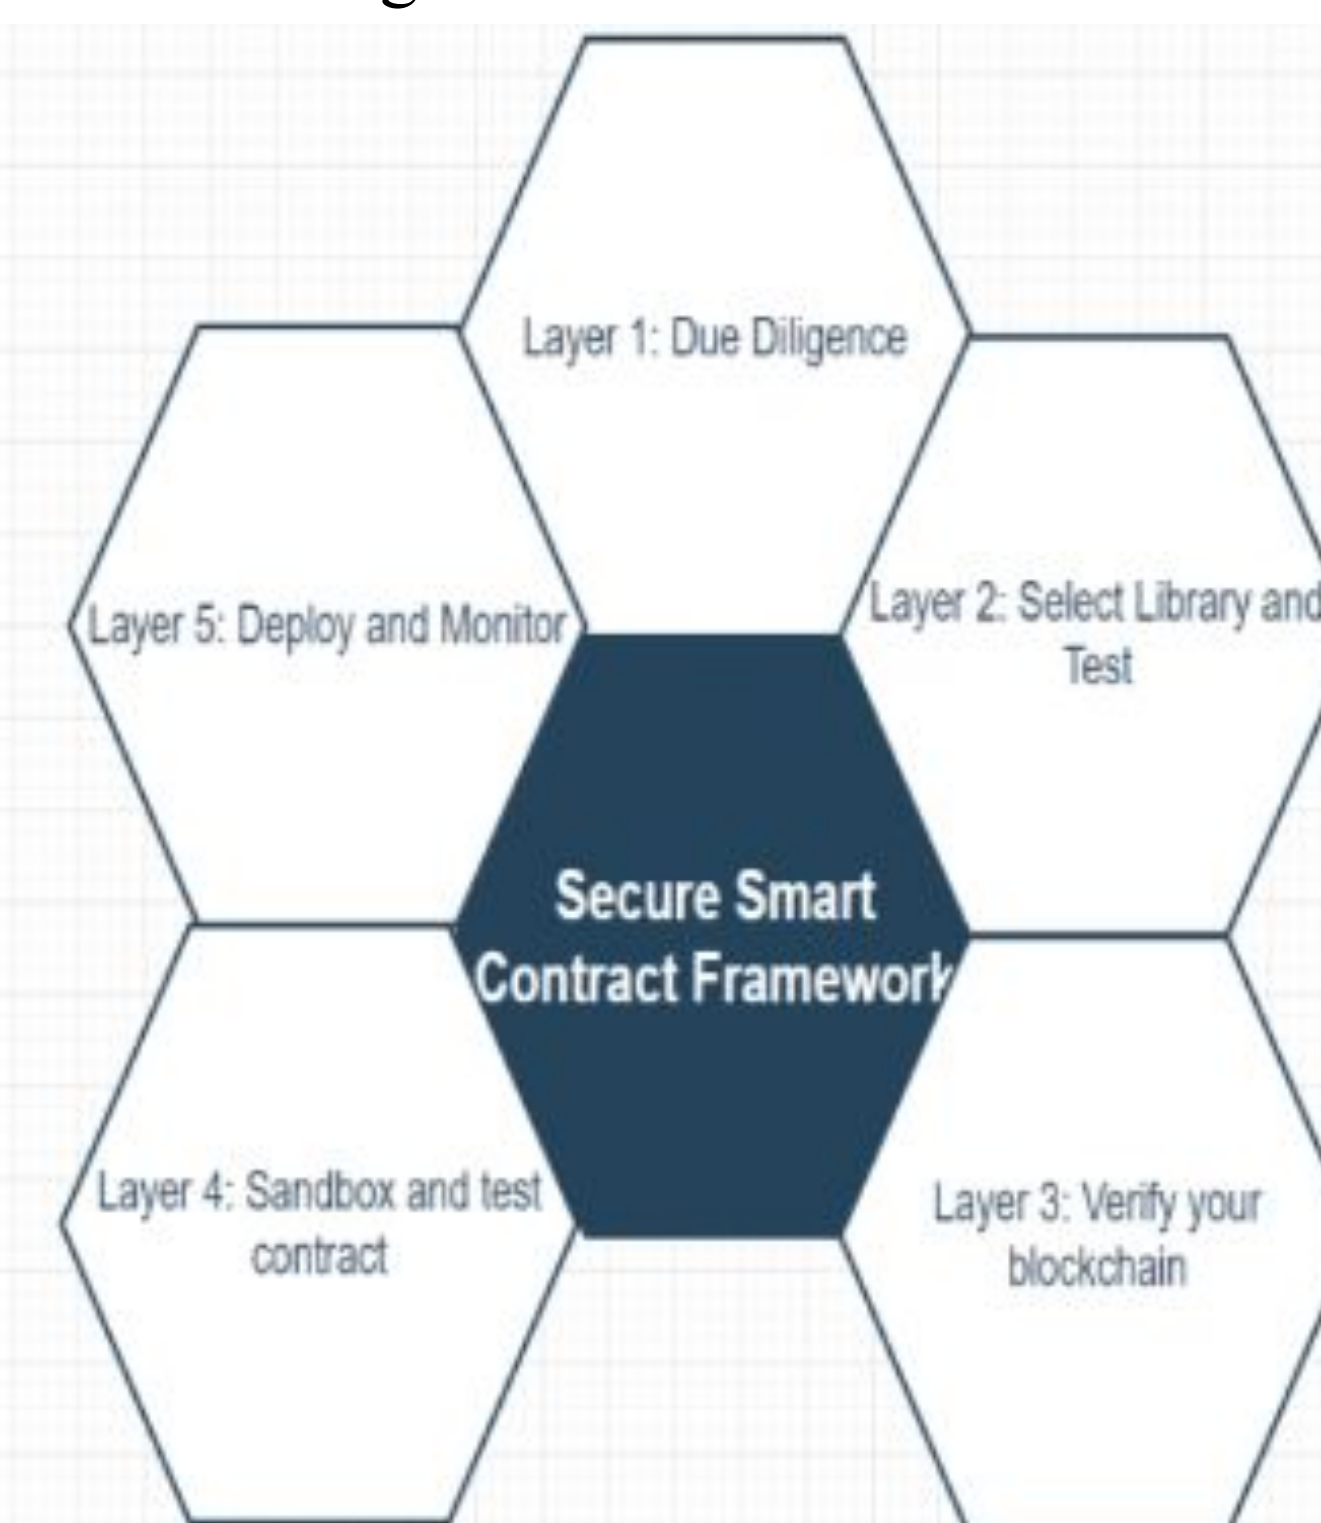 Layer 1: Due Diligence
Layer 5: Deploy and Monitor
Layer 2: Select Library and
Test
Secure Smart
Contract Framework
Layer 4: Sandbox and test
contract
Layer 3: Verify your
blockchain